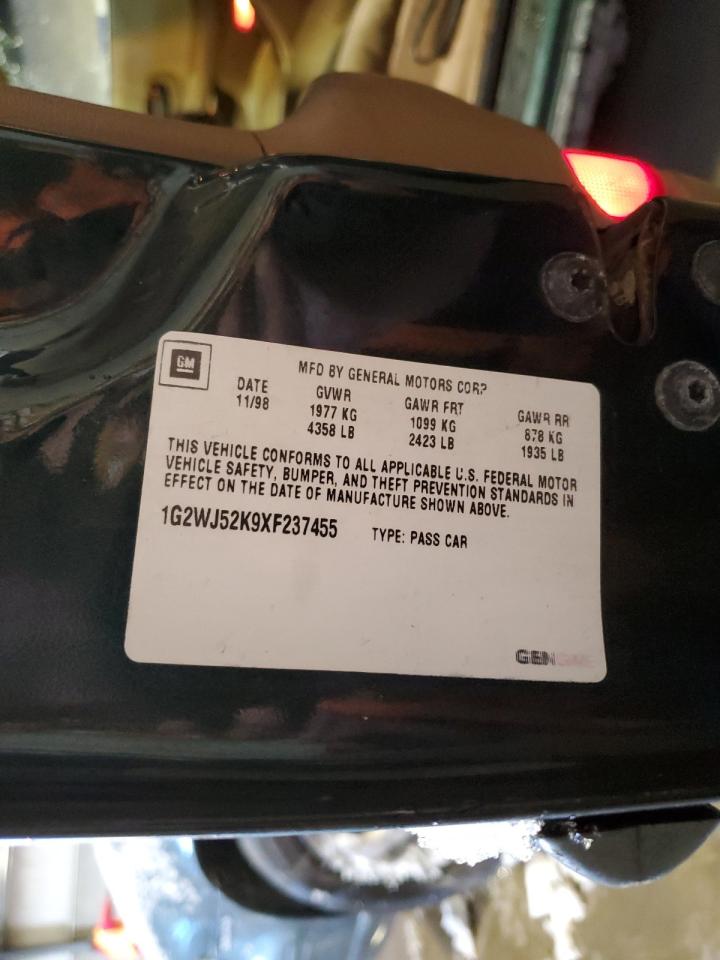 GM
MFD BY GENERAL MOTORS CORP
DATE GVWR GAWR FRT GAWR RR
11/98 1977 KG 1099 KG 878 KG
4358 LB 2423 LB 1935 LB
THIS VEHICLE CONFORMS TO ALL APPLICABLE U.S. FEDERAL MOTOR
VEHICLE SAFETY, BUMPER, AND THEFT PREVENTION STANDARDS IN
EFFECT ON THE DATE OF MANUFACTURE SHOWN ABOVE.
1G2WJ52K9XF237455 TYPE: PASS CAR